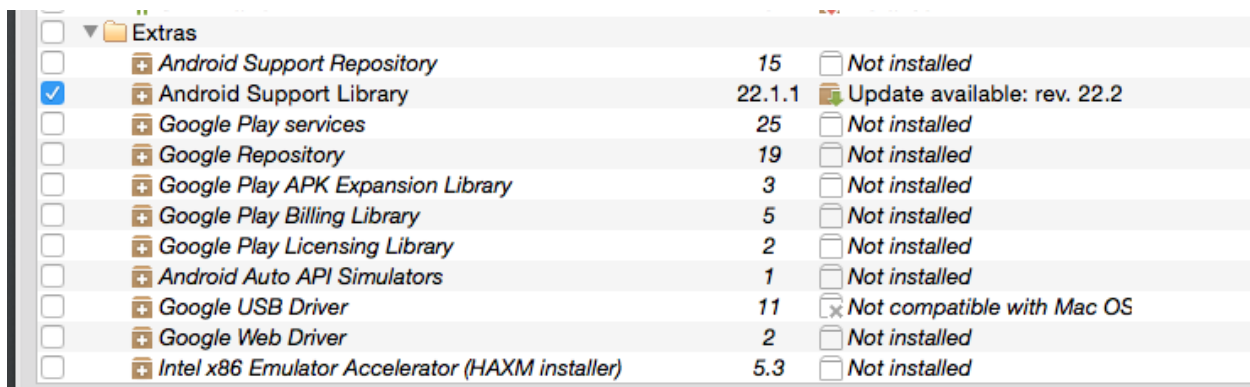 Extras
Android Support Repository 15 Not installed
Android Support Library 22.1.1 Update available: rev. 22.2
Google Play services 25 Not installed
Google Repository 19 Not installed
Google Play APK Expansion Library 3 Not installed
Google Play Billing Library 5 Not installed
Google Play Licensing Library 2 Not installed
Android Auto API Simulators 1 Not installed
Google USB Driver 11 Not compatible with Mac OS
Google Web Driver 2 Not installed
Intel x86 Emulator Accelerator (HAXM installer) 5.3 Not installed